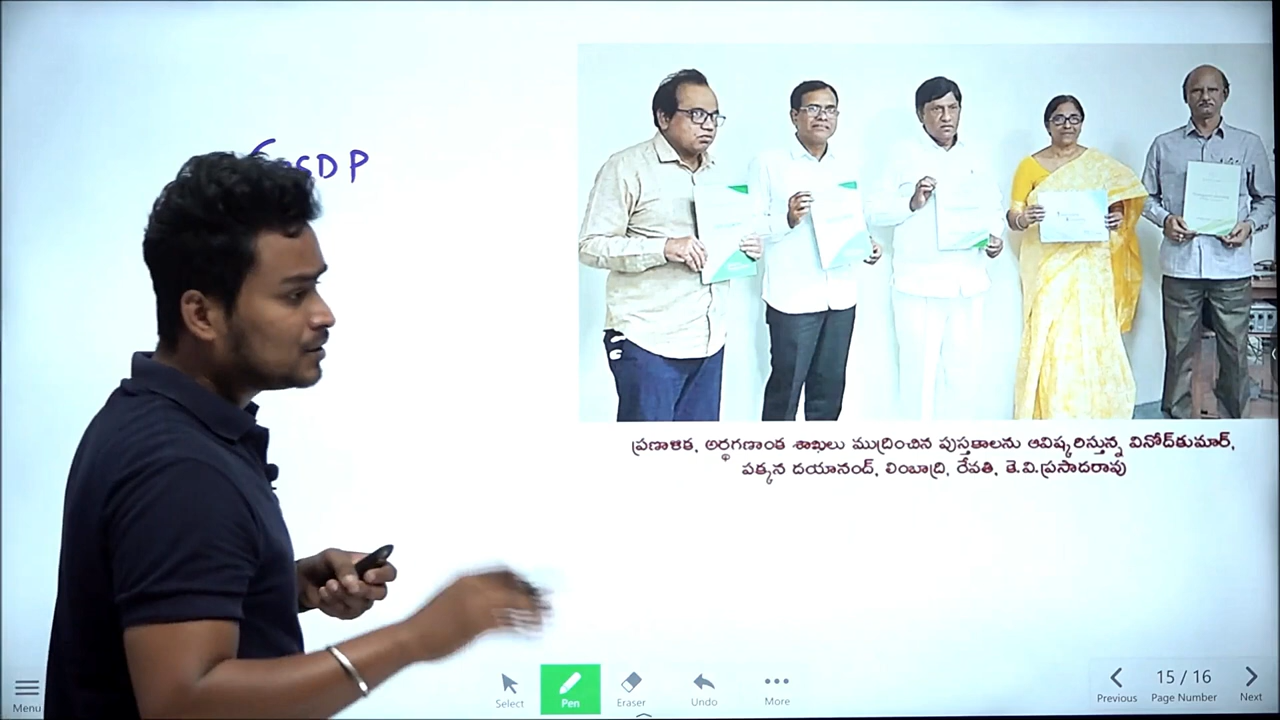 GSDP
ప్రణాళిక, అర్థగణాంక శాఖలు ముద్రించిన పుస్తకాలను ఆవిష్కరిస్తున్న వినోద్‌కుమార్,
పక్కన దయానంద్, లింబాద్రి, రేవతి, కె.వి.ప్రసాదరావు
Menu
Select
Pen
Eraser
Undo
More
Previous
15 / 16
Page Number
Next